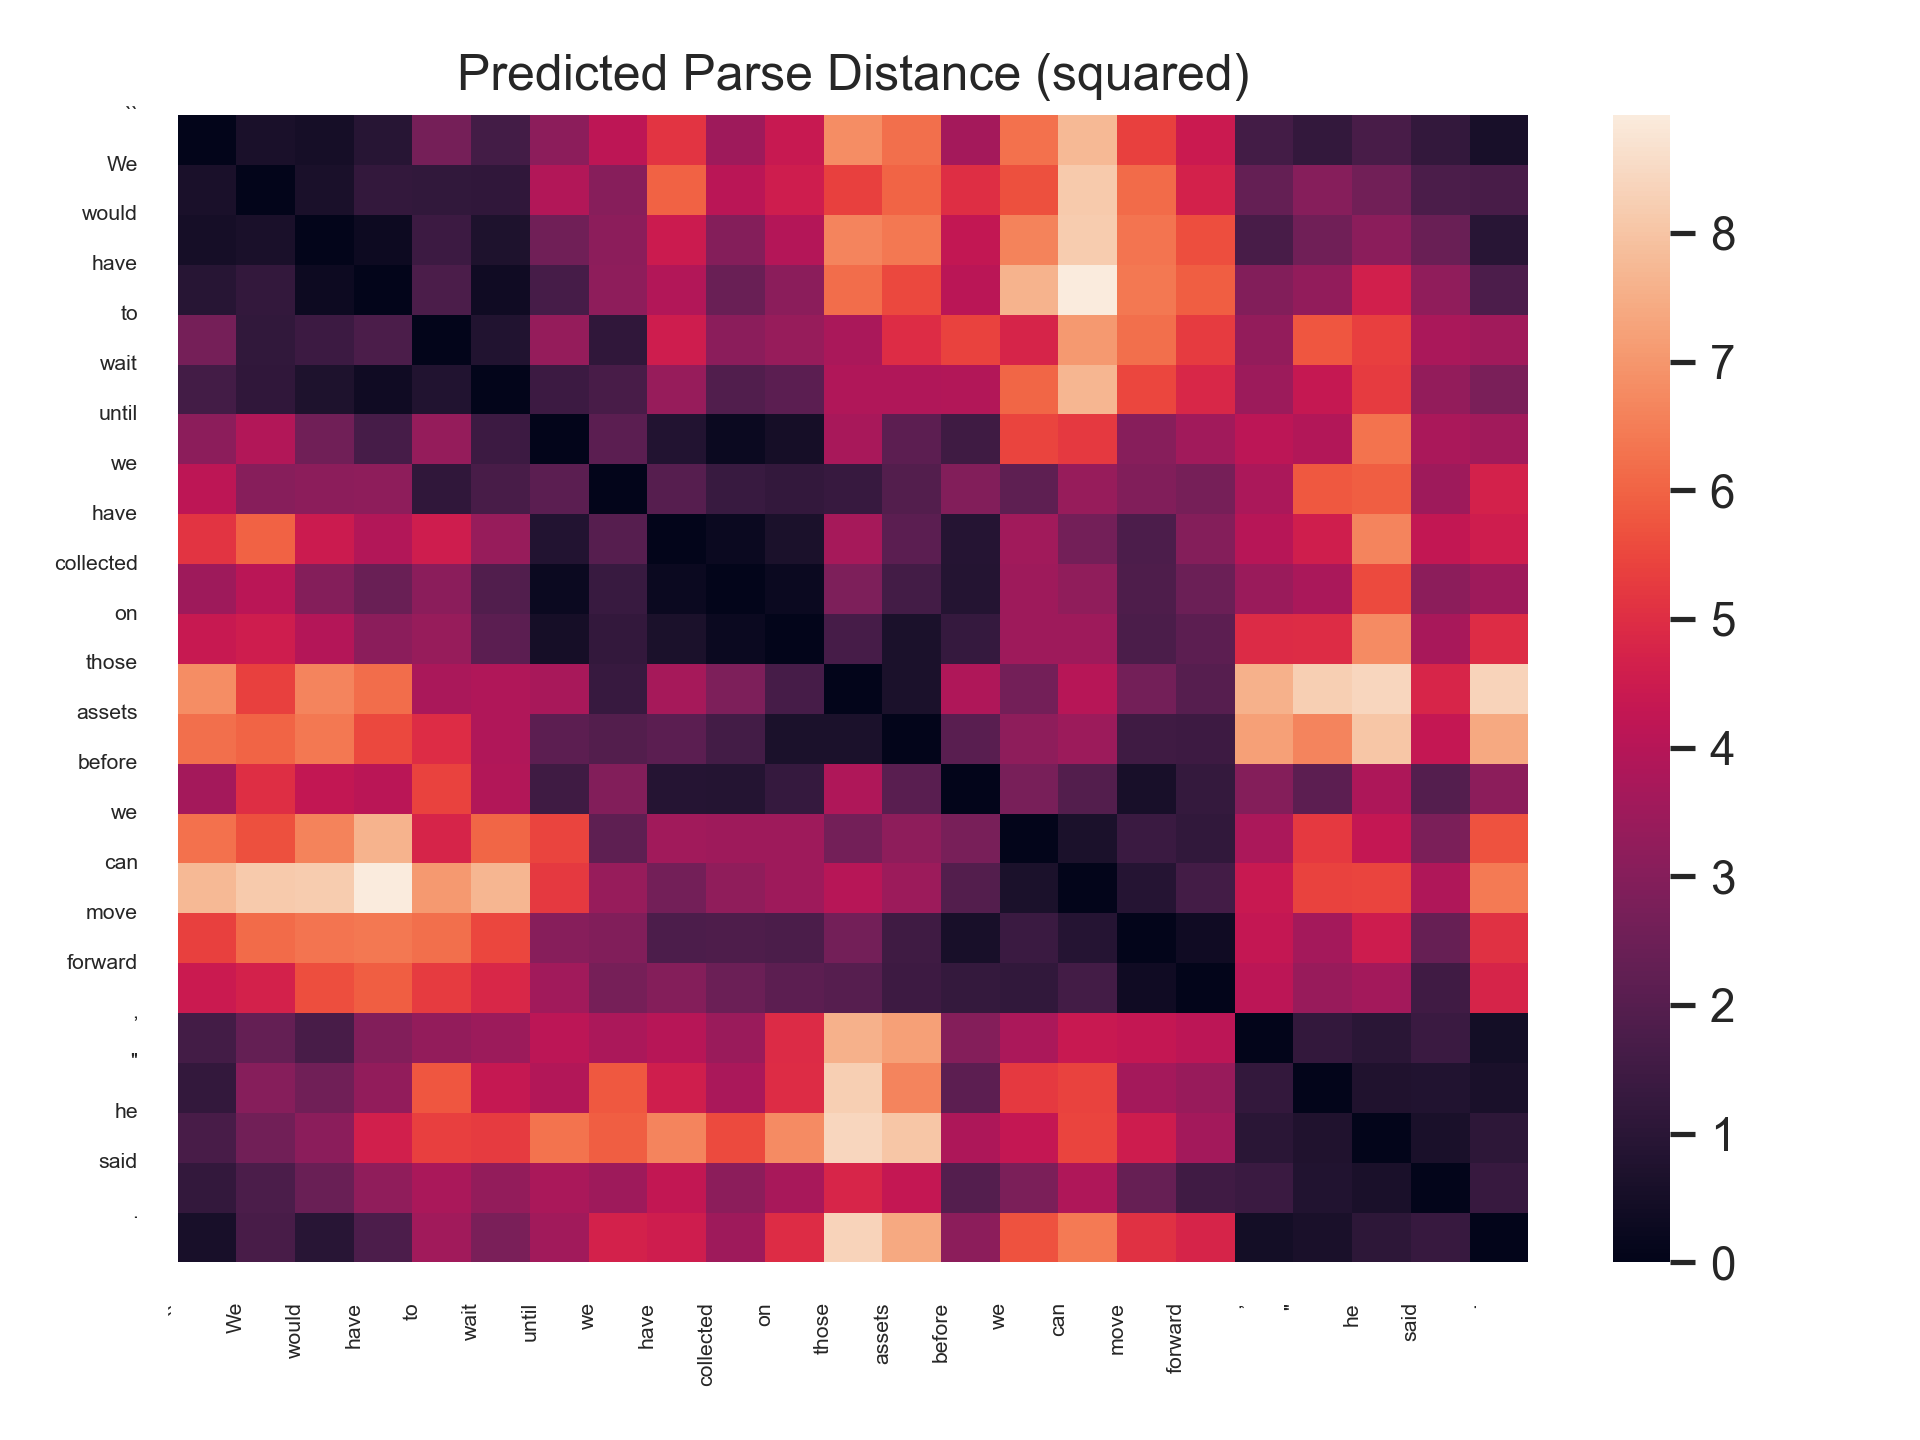 Predicted Parse Distance (squared)
``
We
would
have
to
wait
until
we
have
collected
on
those
assets
before
we
can
move
forward
,
"
he
said
.
8
7
6
5
4
3
2
1
0
`` We would have to wait until we have collected on those assets before we can move forward , " he said .